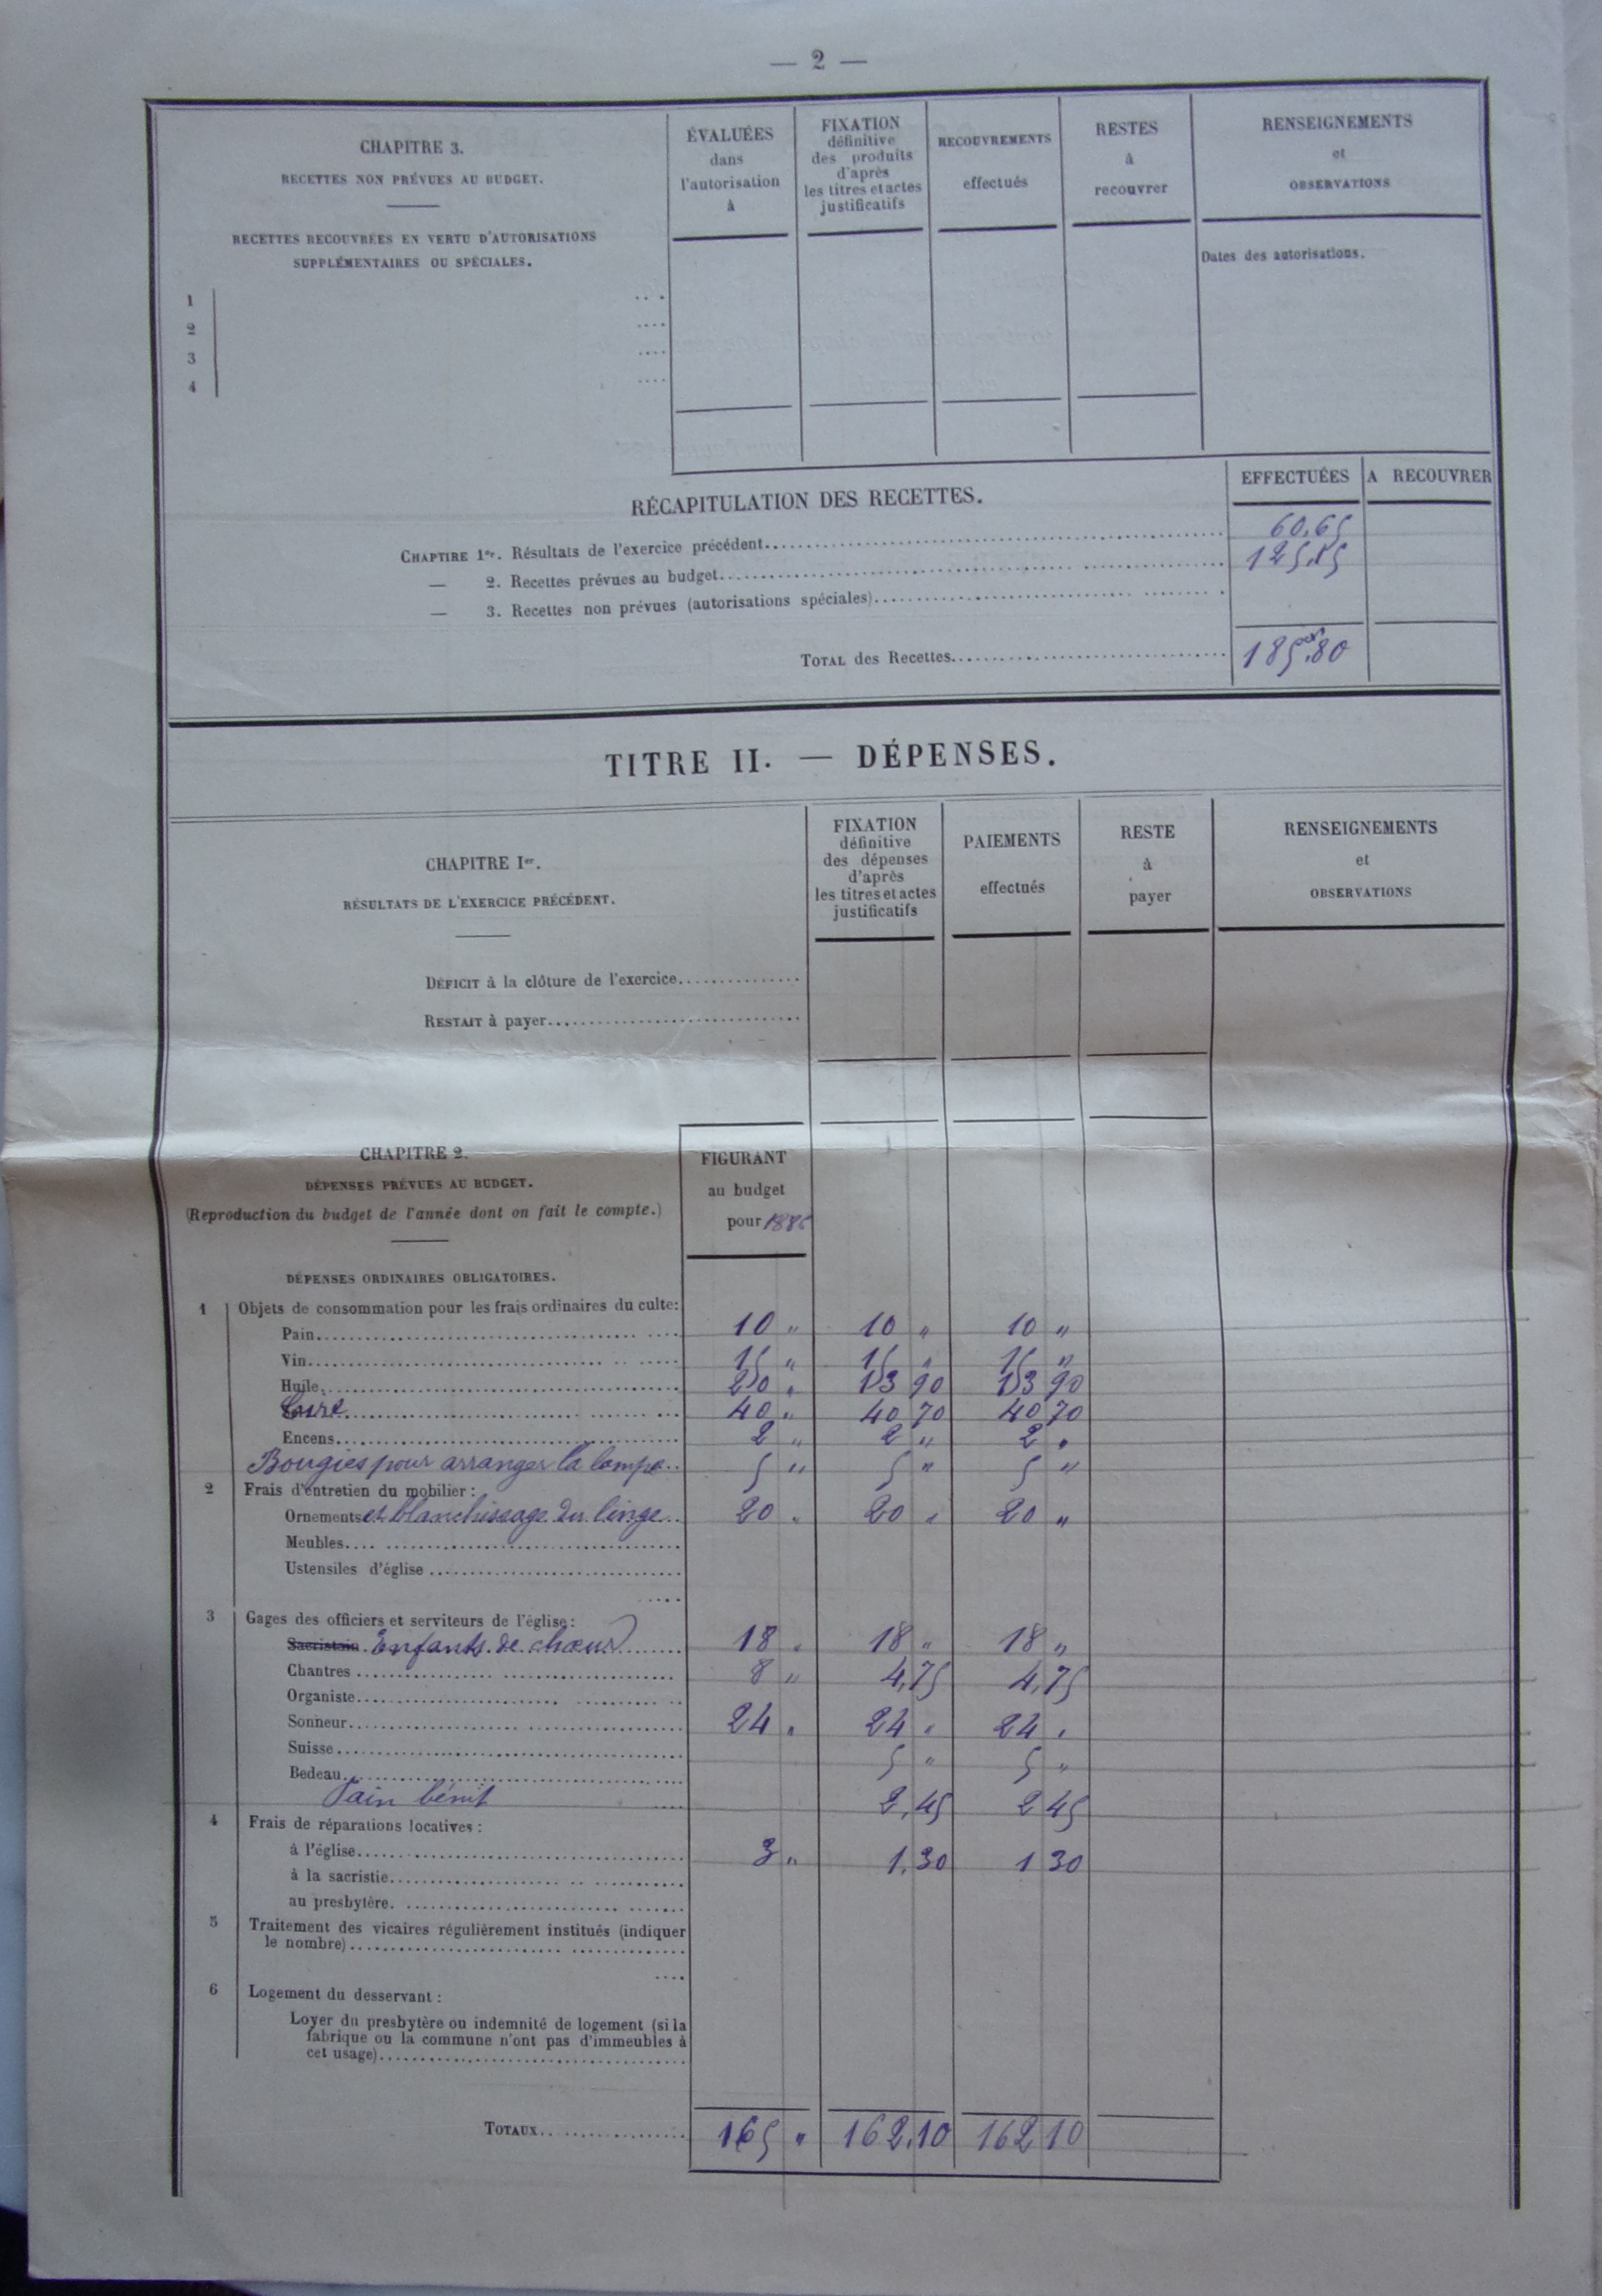 — 2 —
CHAPITRE 3.
RECETTES NON PRÉVUES AU BUDGET.
RECETTES RECOUVRÉES EN VERTU D'AUTORISATIONS
SUPPLÉMENTAIRES OU SPÉCIALES.
ÉVALUÉES
dans
l'autorisation
à
FIXATION
définitive
des produits
d'après
les titres et actes
justificatifs
RECOUVREMENTS
effectués
RESTES
à
recouvrer
RENSEIGNEMENTS
et
OBSERVATIONS
Dates des autorisations.
1
2
3
4
EFFECTUÉES A RECOUVRER
RÉCAPITULATION DES RECETTES.
CHAPTIRE 1er. Résultats de l'exercice précédent 60.65
— 2. Recettes prévues au budget 125.15
— 3. Recettes non prévues (autorisations spéciales)
TOTAL des Recettes 185.80
TITRE II. — DÉPENSES.
CHAPITRE Ier.
RÉSULTATS DE L'EXERCICE PRÉCÉDENT.
FIXATION
définitive
des dépenses
d'après
les titres et actes
justificatifs
PAIEMENTS
effectués
RESTE
à
payer
RENSEIGNEMENTS
et
OBSERVATIONS
DÉFICIT à la clôture de l'exercice
RESTAIT à payer
CHAPITRE 2.
DÉPENSES PRÉVUES AU BUDGET.
(Reproduction du budget de l'année dont on fait le compte.)
FIGURANT
au budget
pour
DÉPENSES ORDINAIRES OBLIGATOIRES.
1 Objets de consommation pour les frais ordinaires du culte:
Pain 10 " 10 " 10 "
Vin 15 " 15 " 15 "
Huile 20 " 13 90 13 90
Cire 40 " 40 70 40 70
Encens 2 " 2 " 2 "
Bougies pour arranger la lampe 5 " 5 " 5 "
2 Frais d'entretien du mobilier :
Ornements et blanchissage du linge 20 " 20 " 20 "
Meubles
Ustensiles d'église
3 Gages des officiers et serviteurs de l'église:
Sacristain Enfants de chœur 18 " 18 " 18 "
Chantres 8 " 4,75 4,75
Organiste
Sonneur 24 " 24 " 24 "
Suisse 5 " 5 "
Bedeau
Pain bénit 2,45 2 45
4 Frais de réparations locatives :
à l'église 3 " 1.30 1 30
à la sacristie
au presbytère.
5 Traitement des vicaires régulièrement institués (indiquer
le nombre)
6 Logement du desservant :
Loyer du presbytère ou indemnité de logement (si la
fabrique ou la commune n'ont pas d'immeubles à
cet usage)
TOTAUX 165 " 162.10 162 10